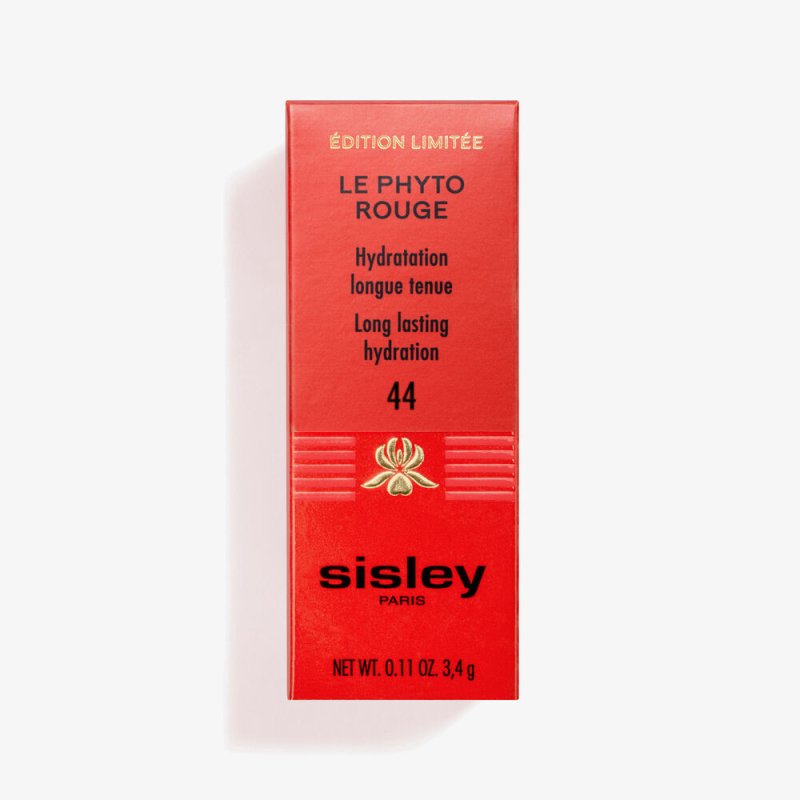 ÉDITION LIMITÉE
LE PHYTO
ROUGE
Hydratation
longue tenue
Long lasting
hydration
44
sisley
PARIS
NET WT. 0.11 OZ. 3,4 g